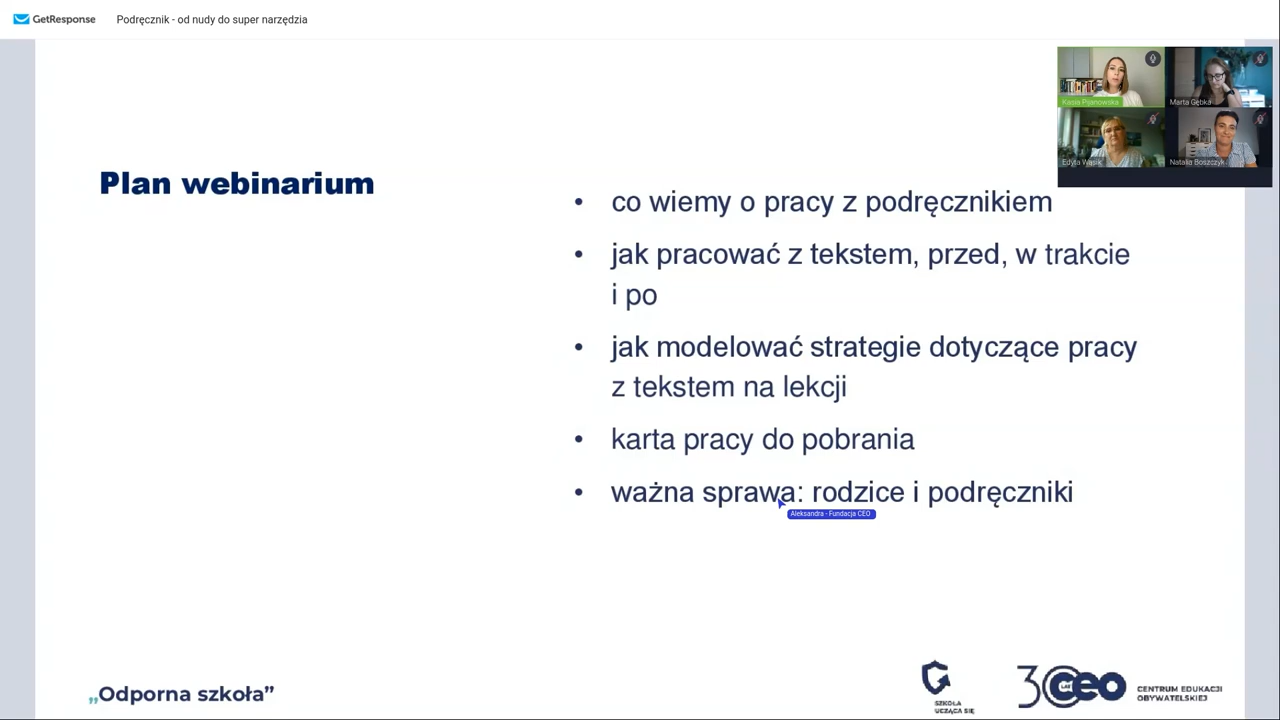 GetResponse
Podręcznik - od nudy do super narzędzia
Kasia Pijanowska
Marta Gębka
Edyta Wąsik
Natalia Boszczyk
Plan webinarium
• co wiemy o pracy z podręcznikiem
• jak pracować z tekstem, przed, w trakcie
i po
• jak modelować strategie dotyczące pracy
z tekstem na lekcji
• karta pracy do pobrania
• ważna sprawa: rodzice i podręczniki
Aleksandra - Fundacja CEO
„Odporna szkoła”
SZKOŁA
UCZĄCA SIĘ
30 LAT CEO
CENTRUM EDUKACJI
OBYWATELSKIEJ